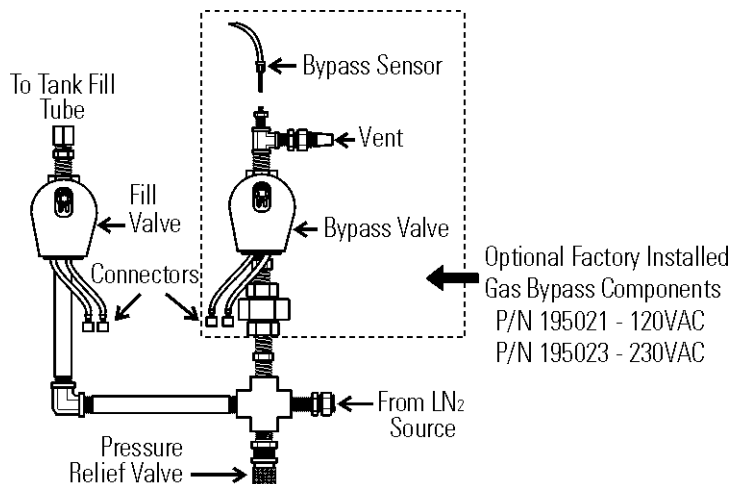 Bypass Sensor
To Tank Fill
Tube
Vent
Fill
Valve
Bypass Valve
Connectors
Optional Factory Installed
Gas Bypass Components
P/N 195021 - 120VAC
P/N 195023 - 230VAC
From LN₂
Source
Pressure
Relief Valve